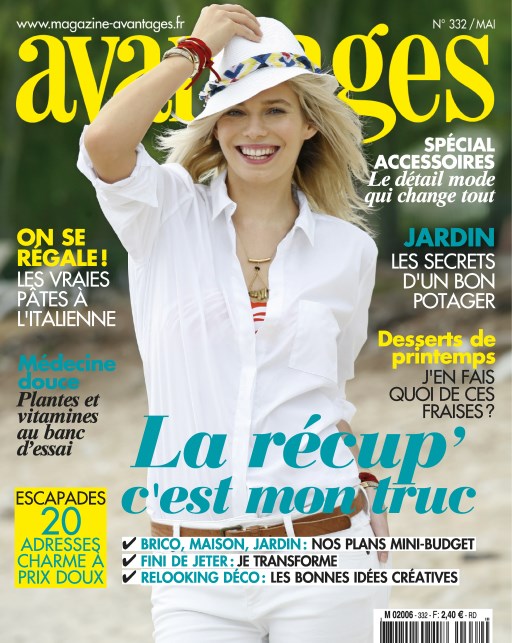 www.magazine-avantages.fr
N° 332 / MAI
avantages
SPÉCIAL
ACCESSOIRES
Le détail mode
qui change tout
ON SE
RÉGALE !
LES VRAIES
PÂTES À
L'ITALIENNE
JARDIN
LES SECRETS
D'UN BON
POTAGER
Desserts de
printemps
J'EN FAIS
QUOI DE CES
FRAISES ?
Médecine
douce
Plantes et
vitamines
au banc
d'essai
La récup'
c'est mon truc
ESCAPADES
20
ADRESSES
CHARME À
PRIX DOUX
✔ BRICO, MAISON, JARDIN : NOS PLANS MINI-BUDGET
✔ FINI DE JETER : JE TRANSFORME
✔ RELOOKING DÉCO : LES BONNES IDÉES CRÉATIVES
M 02006 - 332 - F: 2,40 € - RD